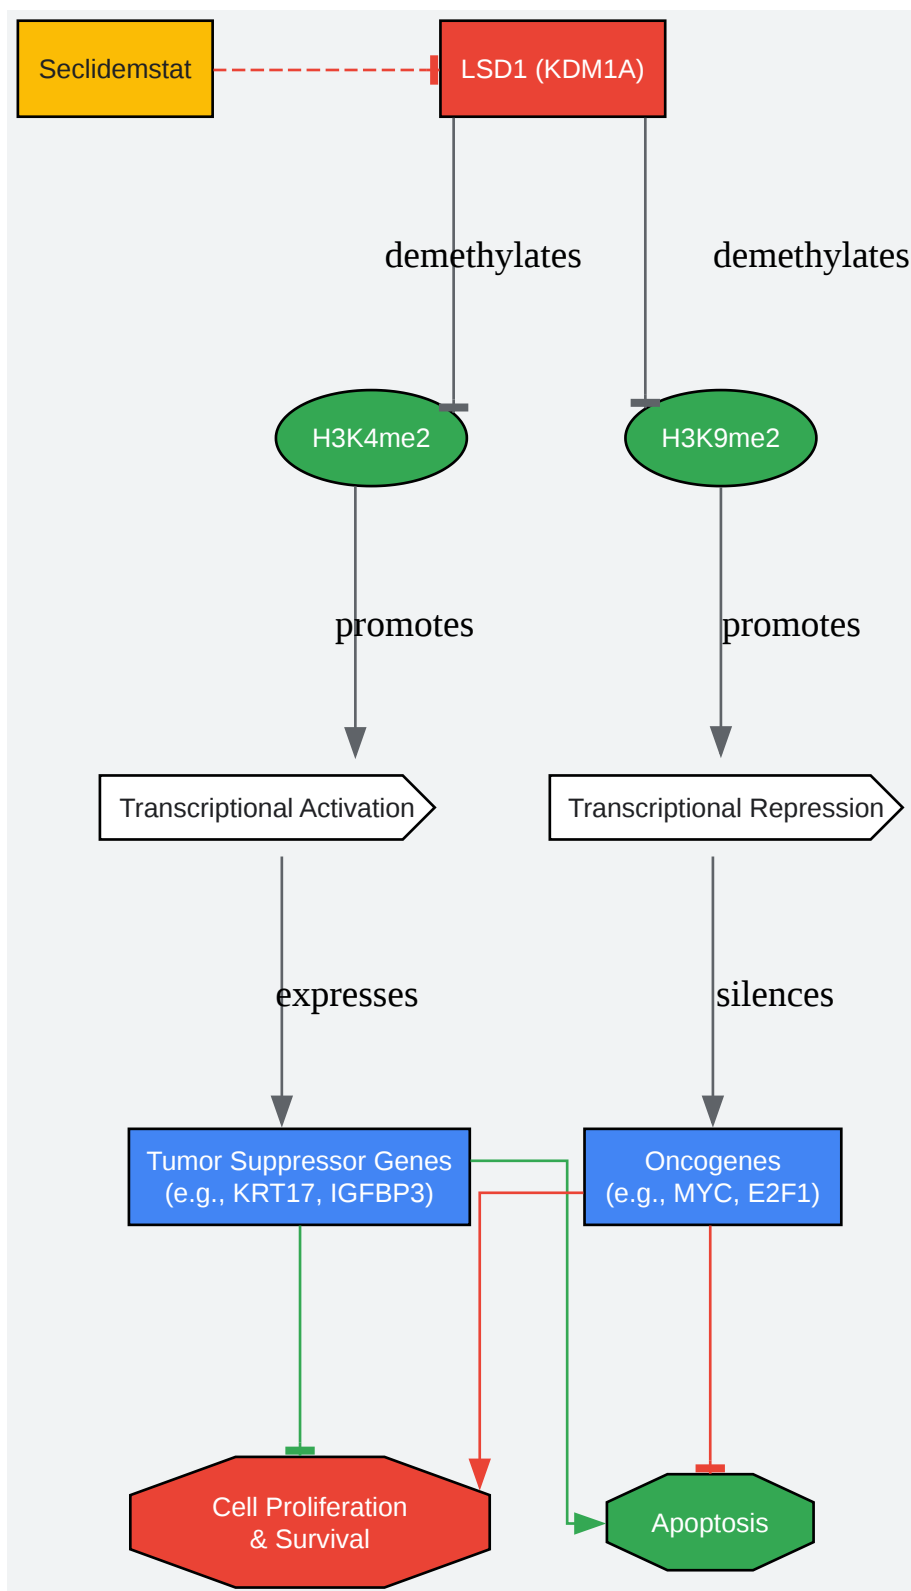 Seclidemstat
LSD1 (KDM1A)
demethylates
demethylates
H3K4me2
H3K9me2
promotes
promotes
Transcriptional Activation
Transcriptional Repression
expresses
silences
Tumor Suppressor Genes
(e.g., KRT17, IGFBP3)
Oncogenes
(e.g., MYC, E2F1)
Cell Proliferation
& Survival
Apoptosis